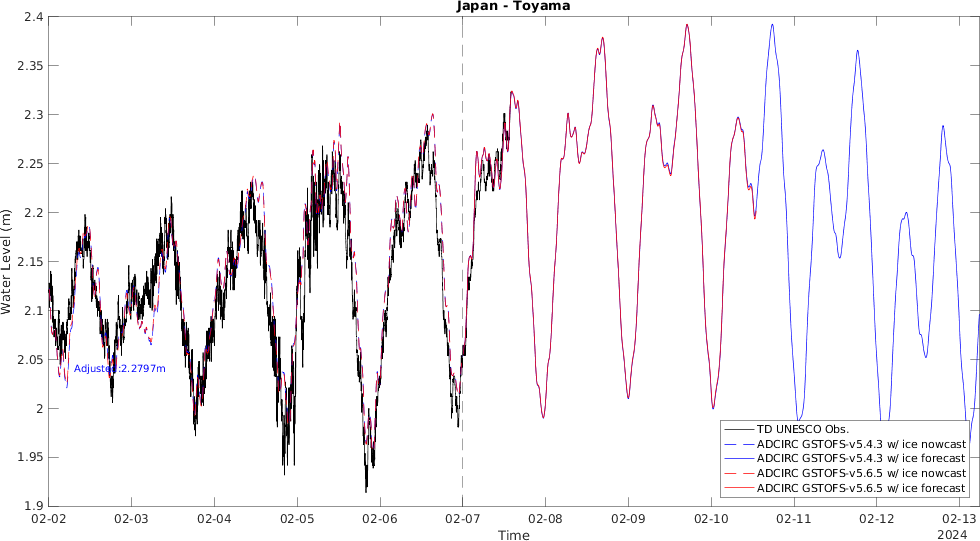 Japan - Toyama
2.4
2.35
2.3
2.25
2.2
2.15
2.1
2.05
2
1.95
1.9
Water Level (m)
Adjusted:2.2797m
TD UNESCO Obs.
ADCIRC GSTOFS-v5.4.3 w/ ice nowcast
ADCIRC GSTOFS-v5.4.3 w/ ice forecast
ADCIRC GSTOFS-v5.6.5 w/ ice nowcast
ADCIRC GSTOFS-v5.6.5 w/ ice forecast
02-02 02-03 02-04 02-05 02-06 02-07 02-08 02-09 02-10 02-11 02-12 02-13
Time
2024